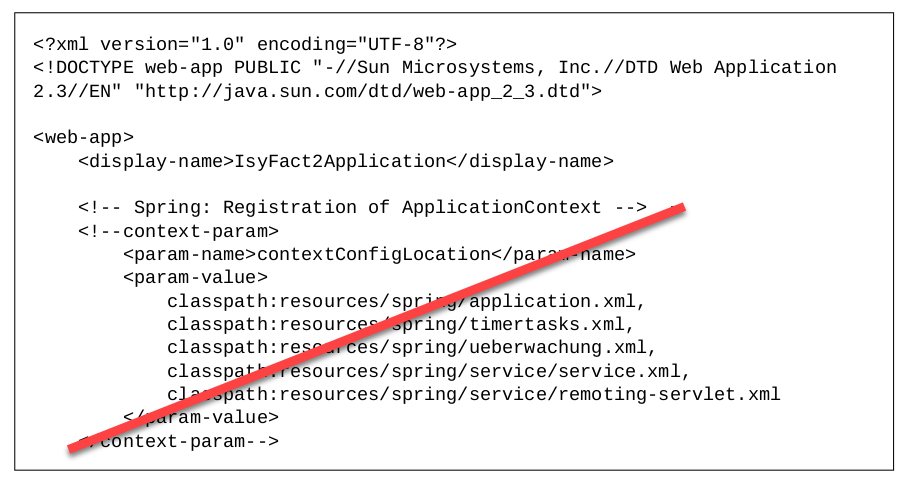 <?xml version="1.0" encoding="UTF-8"?>
<!DOCTYPE web-app PUBLIC "-//Sun Microsystems, Inc.//DTD Web Application
2.3//EN" "http://java.sun.com/dtd/web-app_2_3.dtd">
<web-app>
<display-name>IsyFact2Application</display-name>
<!-- Spring: Registration of ApplicationContext -->
<!--context-param>
<param-name>contextConfigLocation</param-name>
<param-value>
classpath:resources/spring/application.xml,
classpath:resources/spring/timertasks.xml,
classpath:resources/spring/ueberwachung.xml,
classpath:resources/spring/service/service.xml,
classpath:resources/spring/service/remoting-servlet.xml
</param-value>
</context-param-->